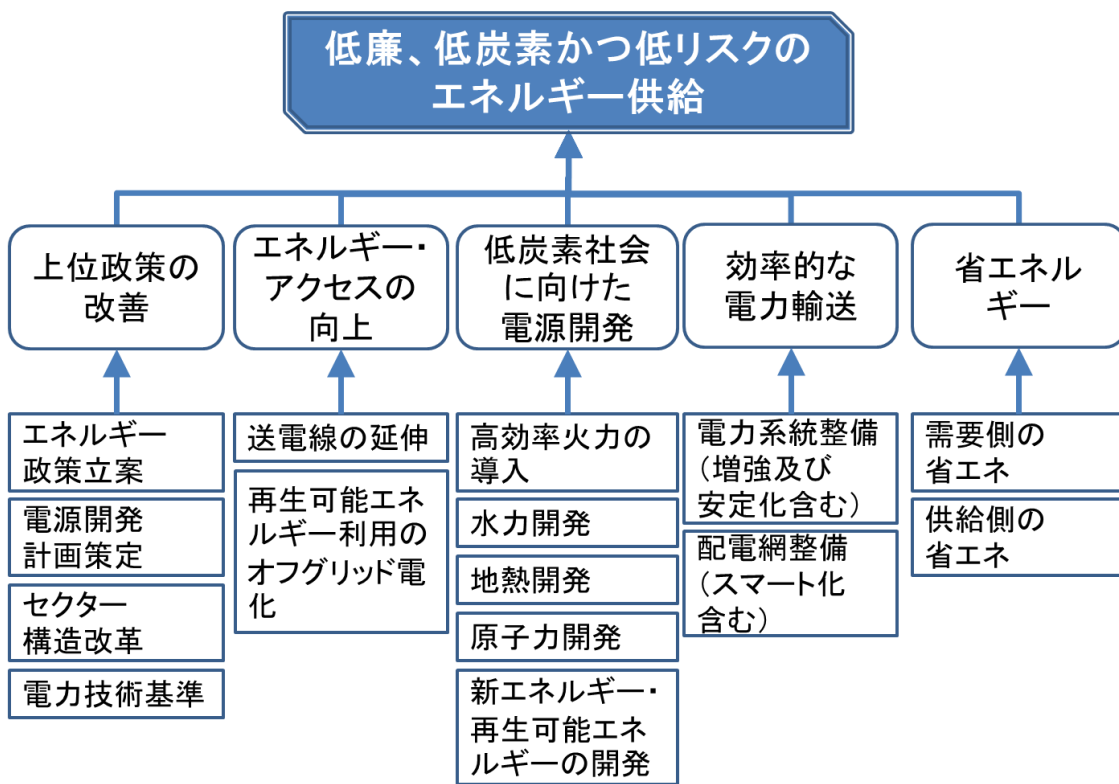 低廉、低炭素かつ低リスクの
エネルギー供給
上位政策の
改善
エネルギー・
アクセスの
向上
低炭素社会
に向けた
電源開発
効率的な
電力輸送
省エネル
ギー
エネルギー
政策立案
電源開発
計画策定
セクター
構造改革
電力技術基準
送電線の延伸
再生可能エネ
ルギー利用の
オフグリッド電
化
高効率火力の
導入
水力開発
地熱開発
原子力開発
新エネルギー・
再生可能エネ
ルギーの開発
電力系統整備
（増強及び
安定化含む）
配電網整備
（スマート化
含む）
需要側の
省エネ
供給側の
省エネ